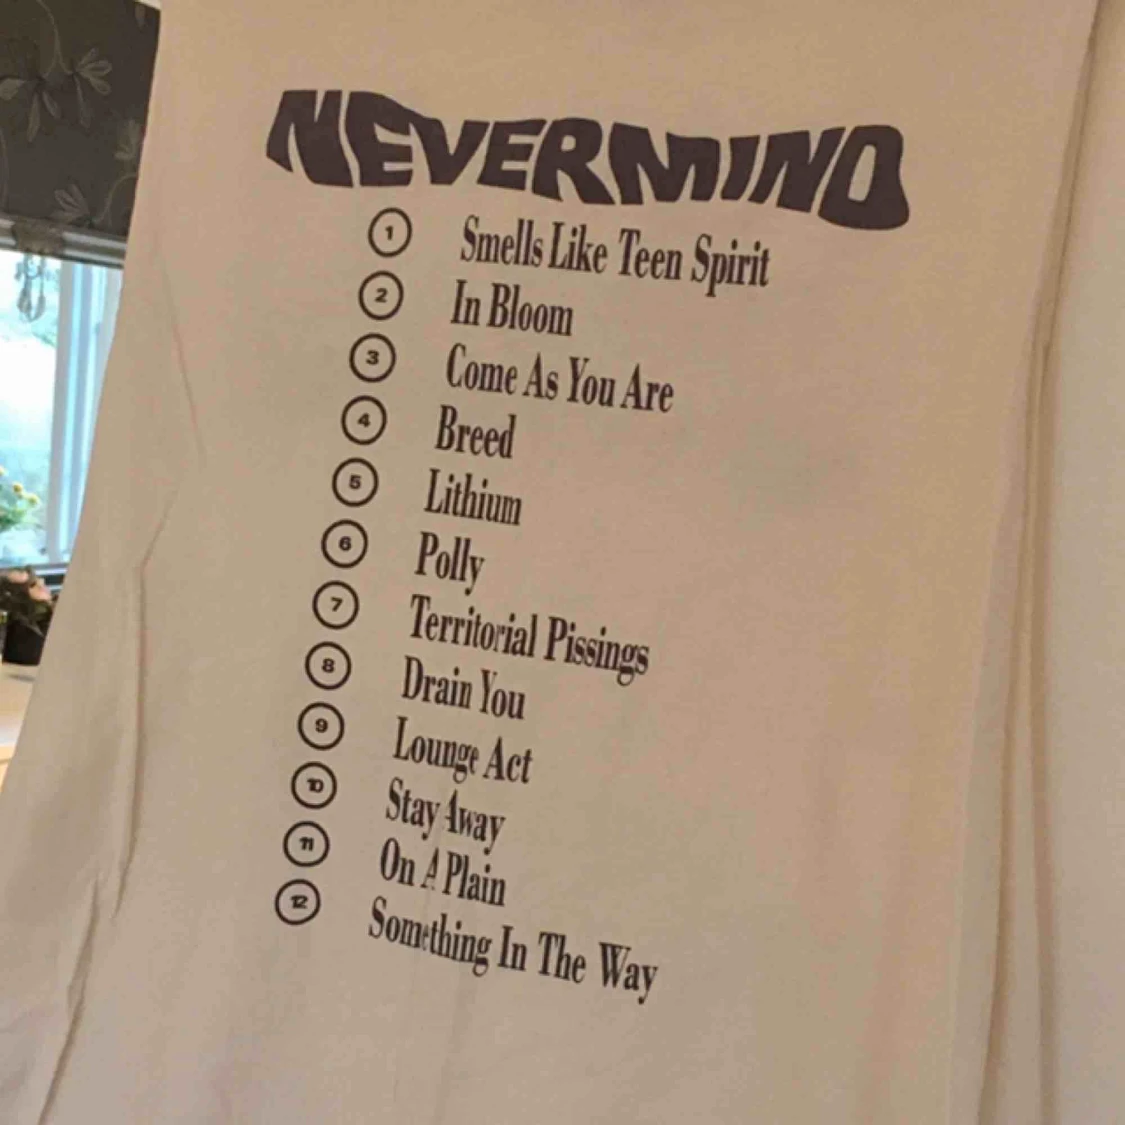 NEVERMIND
1 Smells Like Teen Spirit
2 In Bloom
3 Come As You Are
4 Breed
5 Lithium
6 Polly
7 Territorial Pissings
8 Drain You
9 Lounge Act
10 Stay Away
11 On A Plain
12 Something In The Way